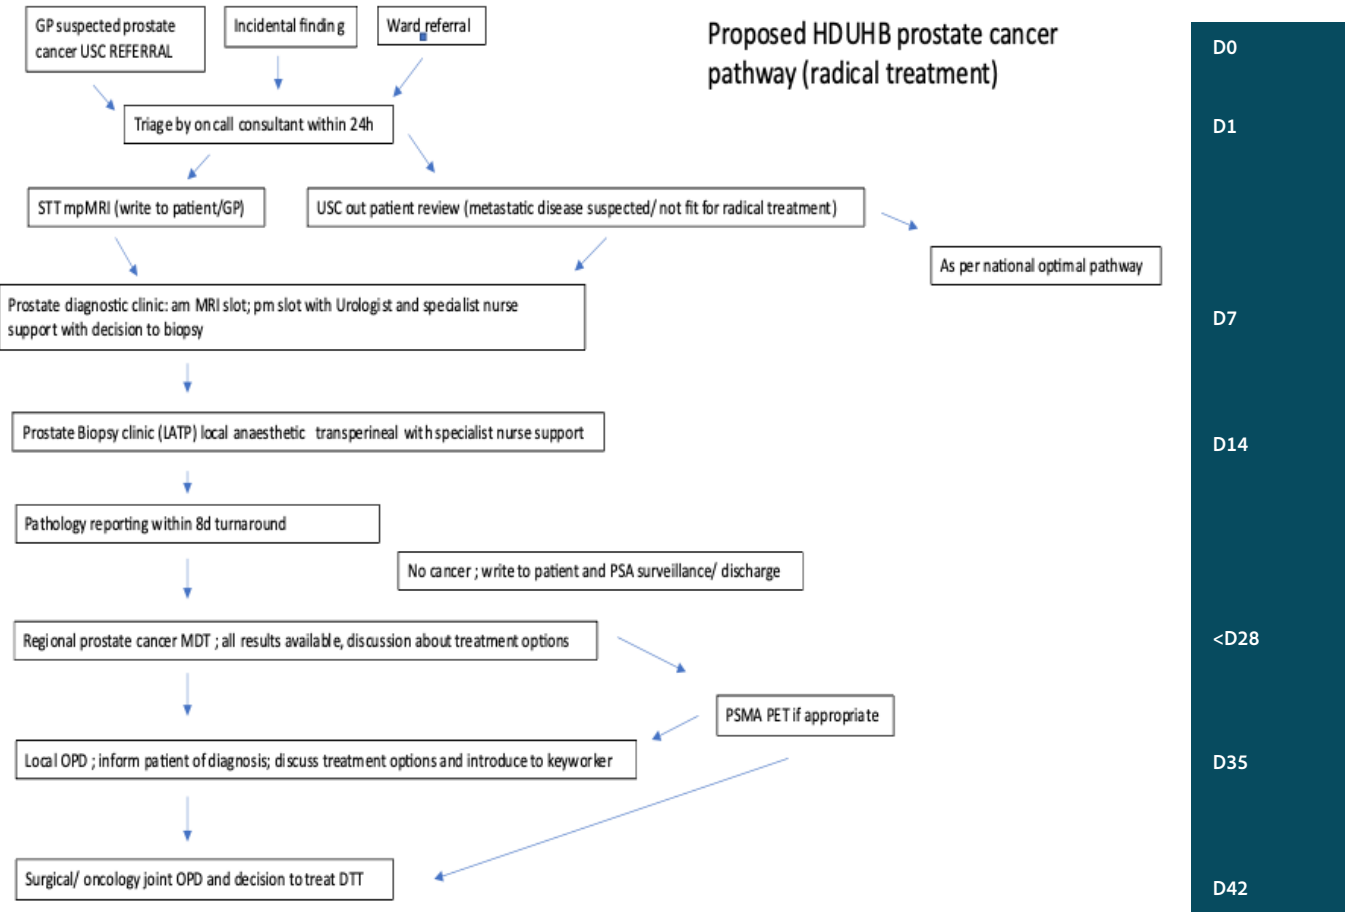 GP suspected prostate
cancer USC REFERRAL
Incidental finding
Ward referral
Proposed HDUHB prostate cancer
pathway (radical treatment)
D0
Triage by on call consultant within 24h
D1
STT mpMRI (write to patient/GP)
USC out patient review (metastatic disease suspected/ not fit for radical treatment)
As per national optimal pathway
Prostate diagnostic clinic: am MRI slot; pm slot with Urologist and specialist nurse
support with decision to biopsy
D7
Prostate Biopsy clinic (LATP) local anaesthetic transperineal with specialist nurse support
D14
Pathology reporting within 8d turnaround
No cancer ; write to patient and PSA surveillance/ discharge
Regional prostate cancer MDT ; all results available, discussion about treatment options
<D28
PSMA PET if appropriate
Local OPD ; inform patient of diagnosis; discuss treatment options and introduce to keyworker
D35
Surgical/ oncology joint OPD and decision to treat DTT
D42